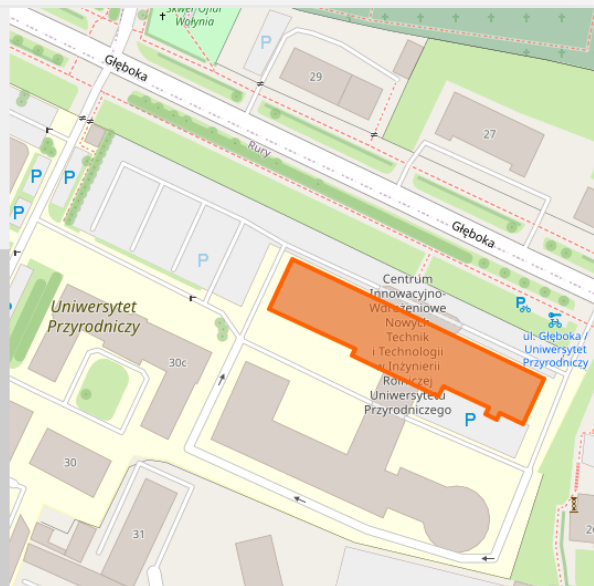 Skwer Ofiar
Wołynia
P
Głęboka
29
27
Rury
P
P
P
Głęboka
P
Centrum
Innowacyjno-
Wdrożeniowe
Nowych
Technik
i Technologii
w Inżynierii
Rolniczej
Uniwersytetu
Przyrodniczego
P
ul. Głęboka /
Uniwersytet
Przyrodniczy
Uniwersytet
Przyrodniczy
30c
P
30
31